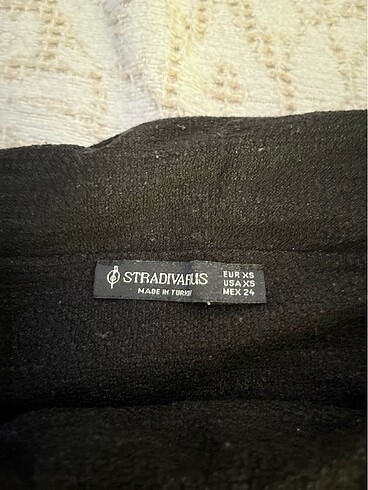 STRADIVARIUS
MADE IN TURKEY
EUR XS
USA XS
MEX 24